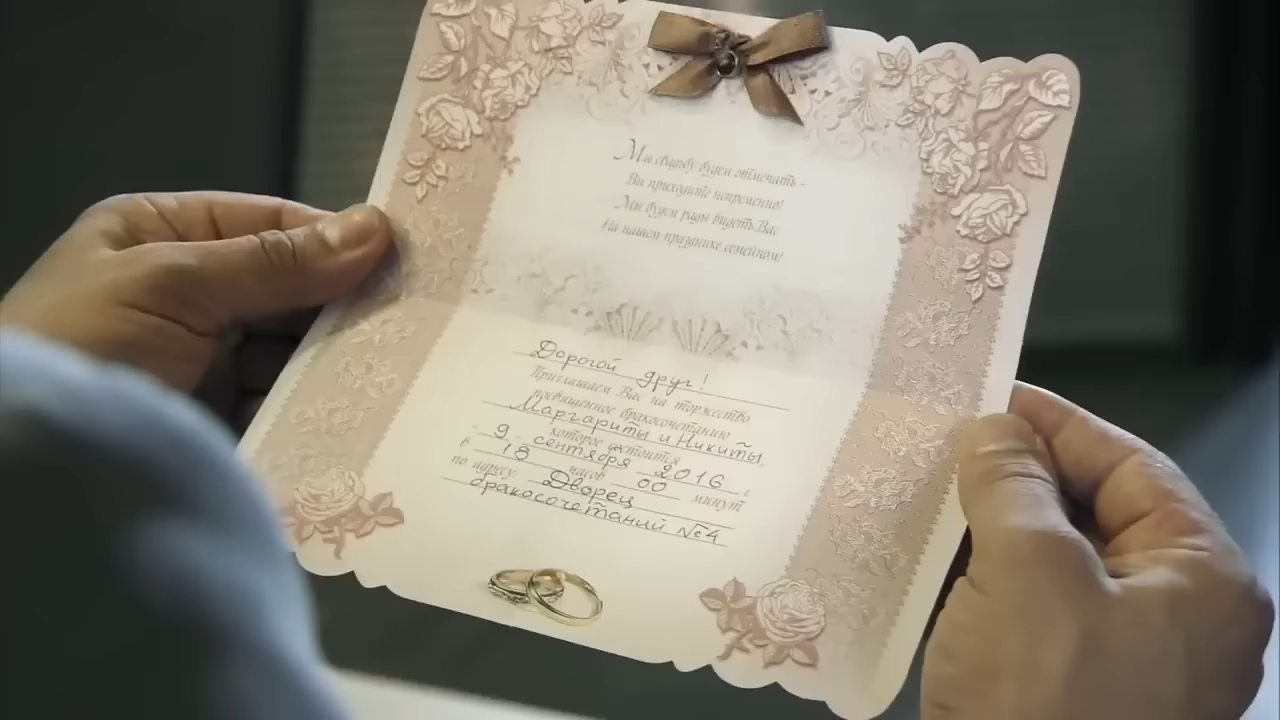 Мы свадьбу будем отмечать -
Вы приходите непременно!
Мы будем рады видеть Вас
На нашем празднике семейном!
Дорогой друг!
Приглашаем Вас на торжество,
посвященное бракосочетанию
Маргариты и Никиты,
которое состоится
9 сентября 2016 г.
в 18 часов 00 минут
по адресу Дворец
бракосочетаний №4